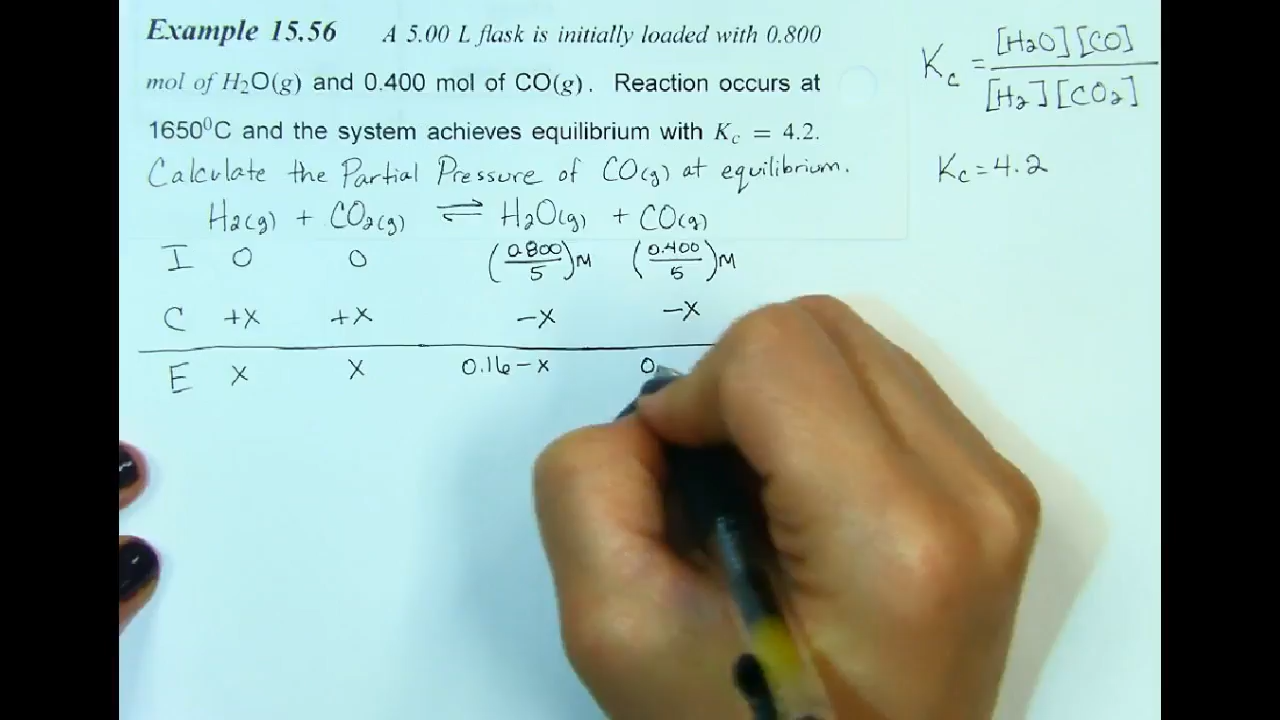 Example 15.56 A 5.00 L flask is initially loaded with 0.800
mol of H₂O(g) and 0.400 mol of CO(g). Reaction occurs at
1650⁰C and the system achieves equilibrium with K꜀ = 4.2.
Calculate the Partial Pressure of CO(g) at equilibrium.
H₂(g) + CO₂(g) ⇌ H₂O(g) + CO(g)
I 0 0 (0.800/5)M (0.400/5)M
C +X +X -X -X
E X X 0.16-X 0.
K꜀ = [H₂O][CO]/[H₂][CO₂]
K꜀ = 4.2